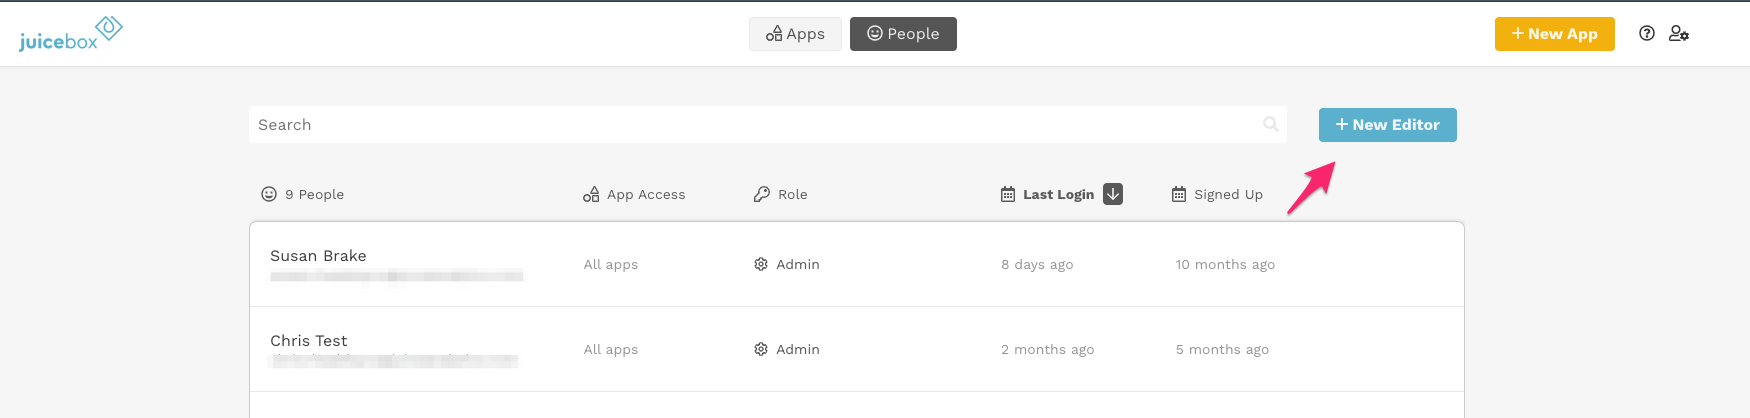 juicebox Apps People + New App
Search + New Editor
9 People App Access Role Last Login Signed Up
Susan Brake
All apps Admin 8 days ago 10 months ago
Chris Test
All apps Admin 2 months ago 5 months ago